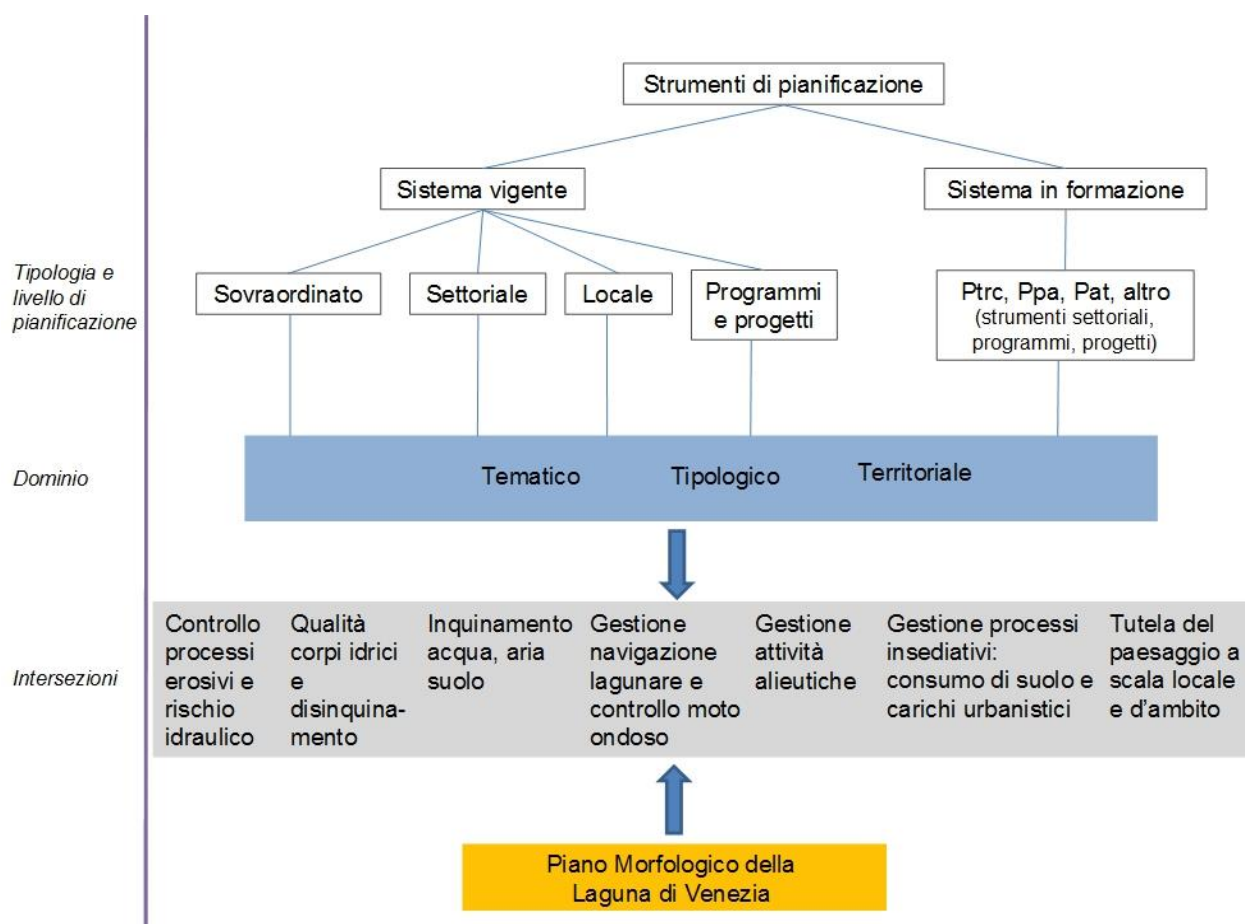 Strumenti di pianificazione
Sistema vigente
Sistema in formazione
Tipologia e
livello di
pianificazione
Sovraordinato
Settoriale
Locale
Programmi
e progetti
Ptrc, Ppa, Pat, altro
(strumenti settoriali,
programmi, progetti)
Dominio
Tematico
Tipologico
Territoriale
Intersezioni
Controllo
processi
erosivi e
rischio
idraulico
Qualità
corpi idrici
e
disinquina-
mento
Inquinamento
acqua, aria
suolo
Gestione
navigazione
lagunare e
controllo moto
ondoso
Gestione
attività
alieutiche
Gestione processi
insediativi:
consumo di suolo e
carichi urbanistici
Tutela del
paesaggio a
scala locale
e d'ambito
Piano Morfologico della
Laguna di Venezia